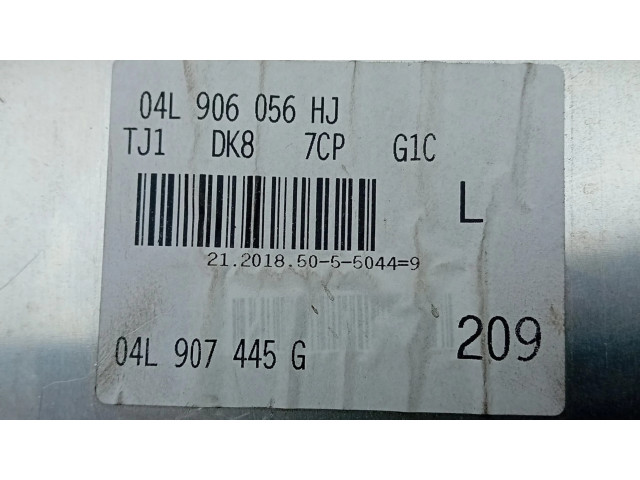 04L 906 056 HJ
TJ1 DK8 7CP G1C
L
21.2018.50-5-5044=9
04L 907 445 G
209